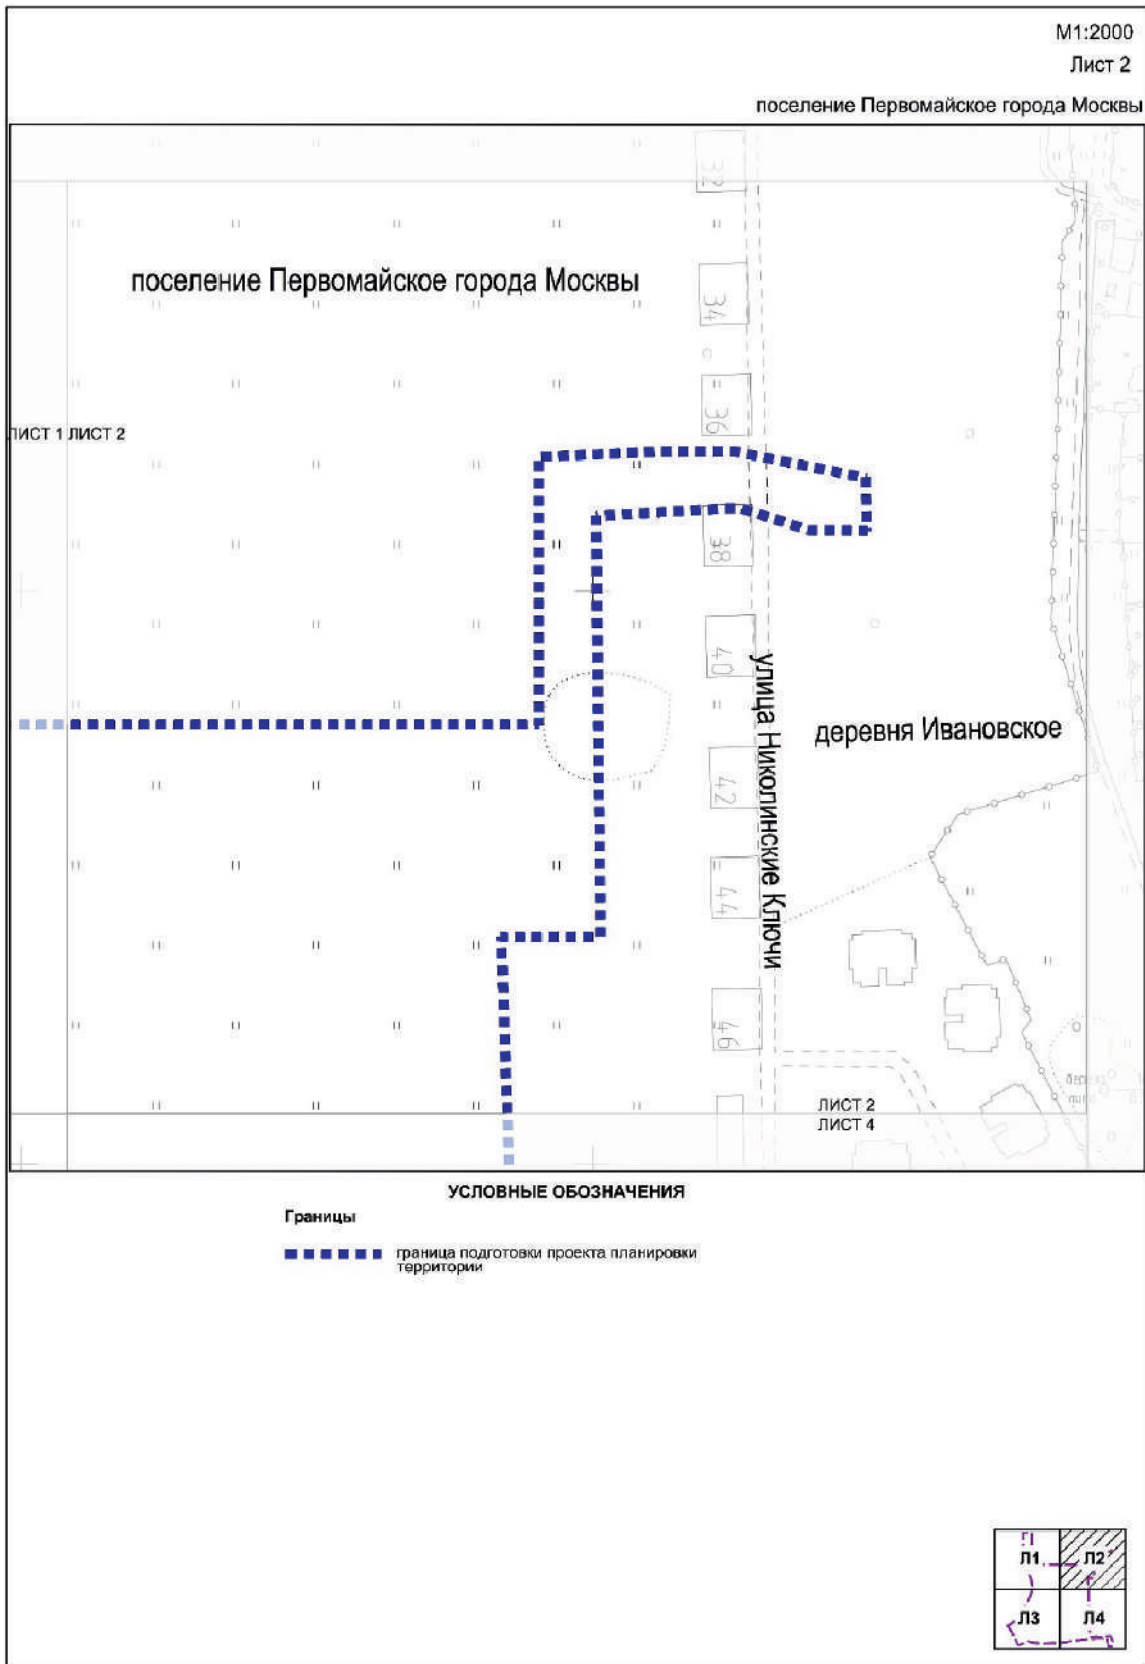 М1:2000
Лист 2
поселение Первомайское города Москвы
32
поселение Первомайское города Москвы
34
36
ЛИСТ 1 ЛИСТ 2
38
40
улица Николинские Ключи
деревня Ивановское
42
44
46
ЛИСТ 2
ЛИСТ 4
УСЛОВНЫЕ ОБОЗНАЧЕНИЯ
Границы
граница подготовки проекта планировки
территории
Л1
Л2
Л3
Л4